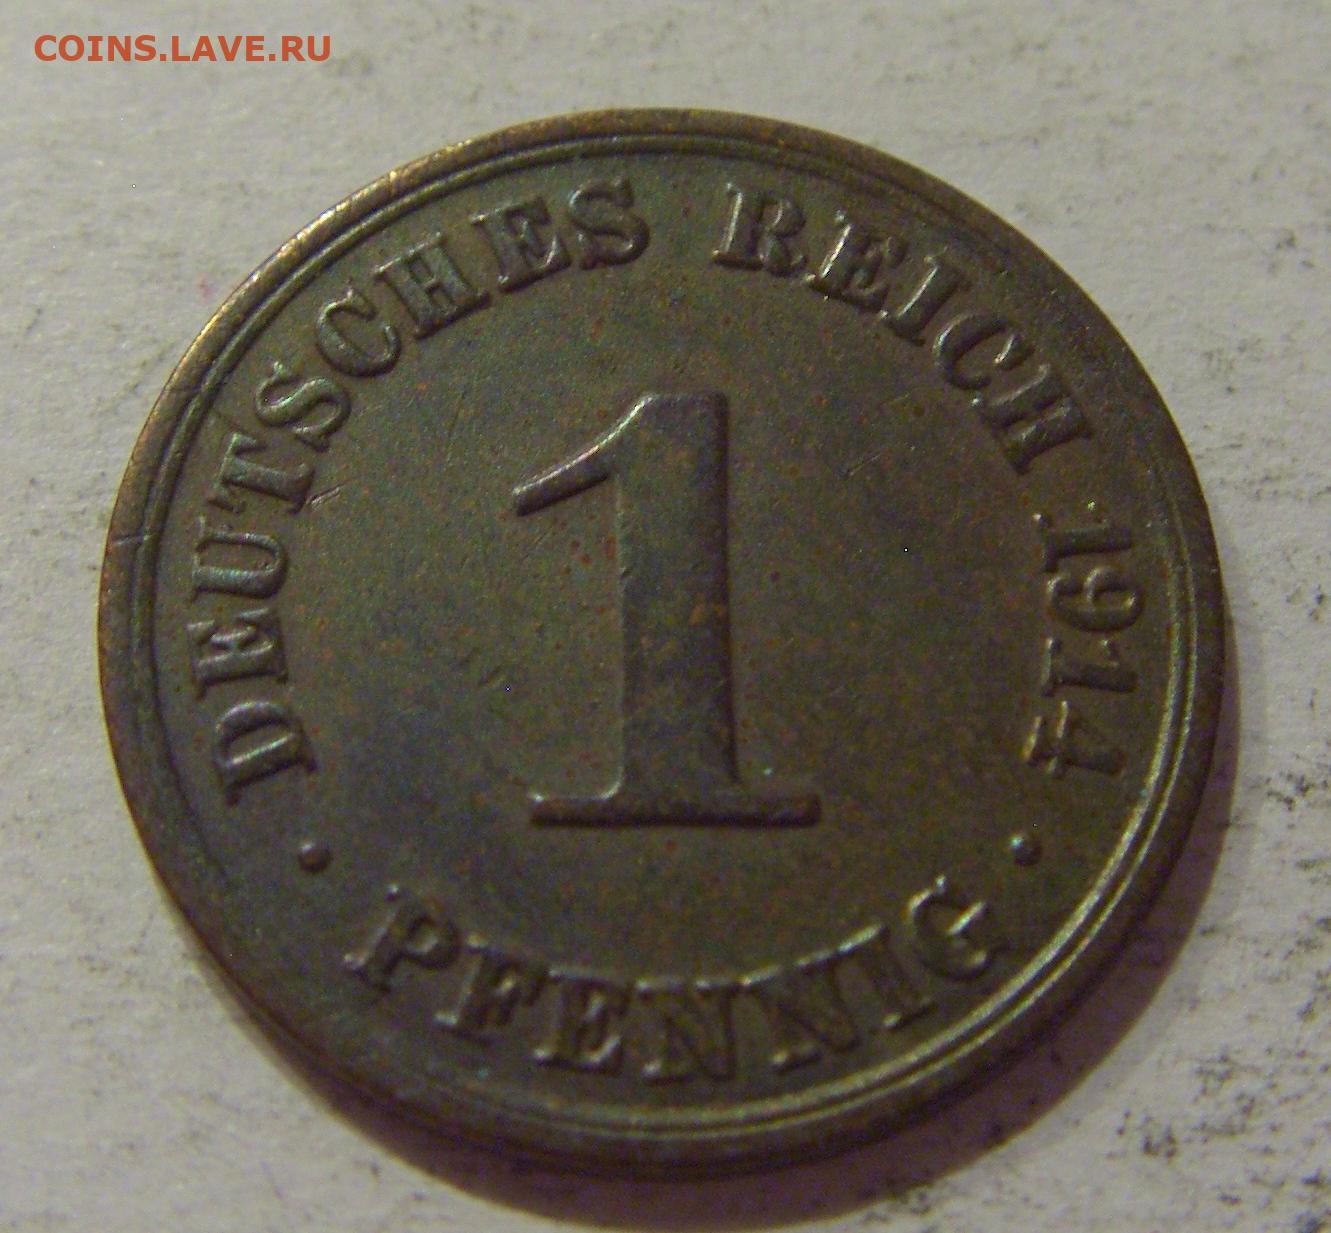 COINS.LAVE.RU
DEUTSCHES REICH 1914
1
· PFENNIG ·